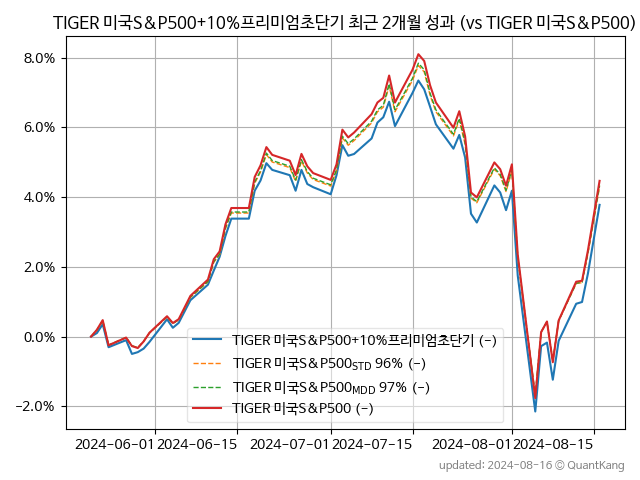 TIGER 미국S&P500+10%프리미엄초단기 최근 2개월 성과 (vs TIGER 미국S&P500)
8.0%
6.0%
4.0%
2.0%
0.0%
−2.0%
TIGER 미국S&P500+10%프리미엄초단기 (-)
TIGER 미국S&P500STD 96% (-)
TIGER 미국S&P500MDD 97% (-)
TIGER 미국S&P500 (-)
2024-06-01 2024-06-15 2024-07-01 2024-07-15 2024-08-01 2024-08-15
updated: 2024-08-16 © QuantKang